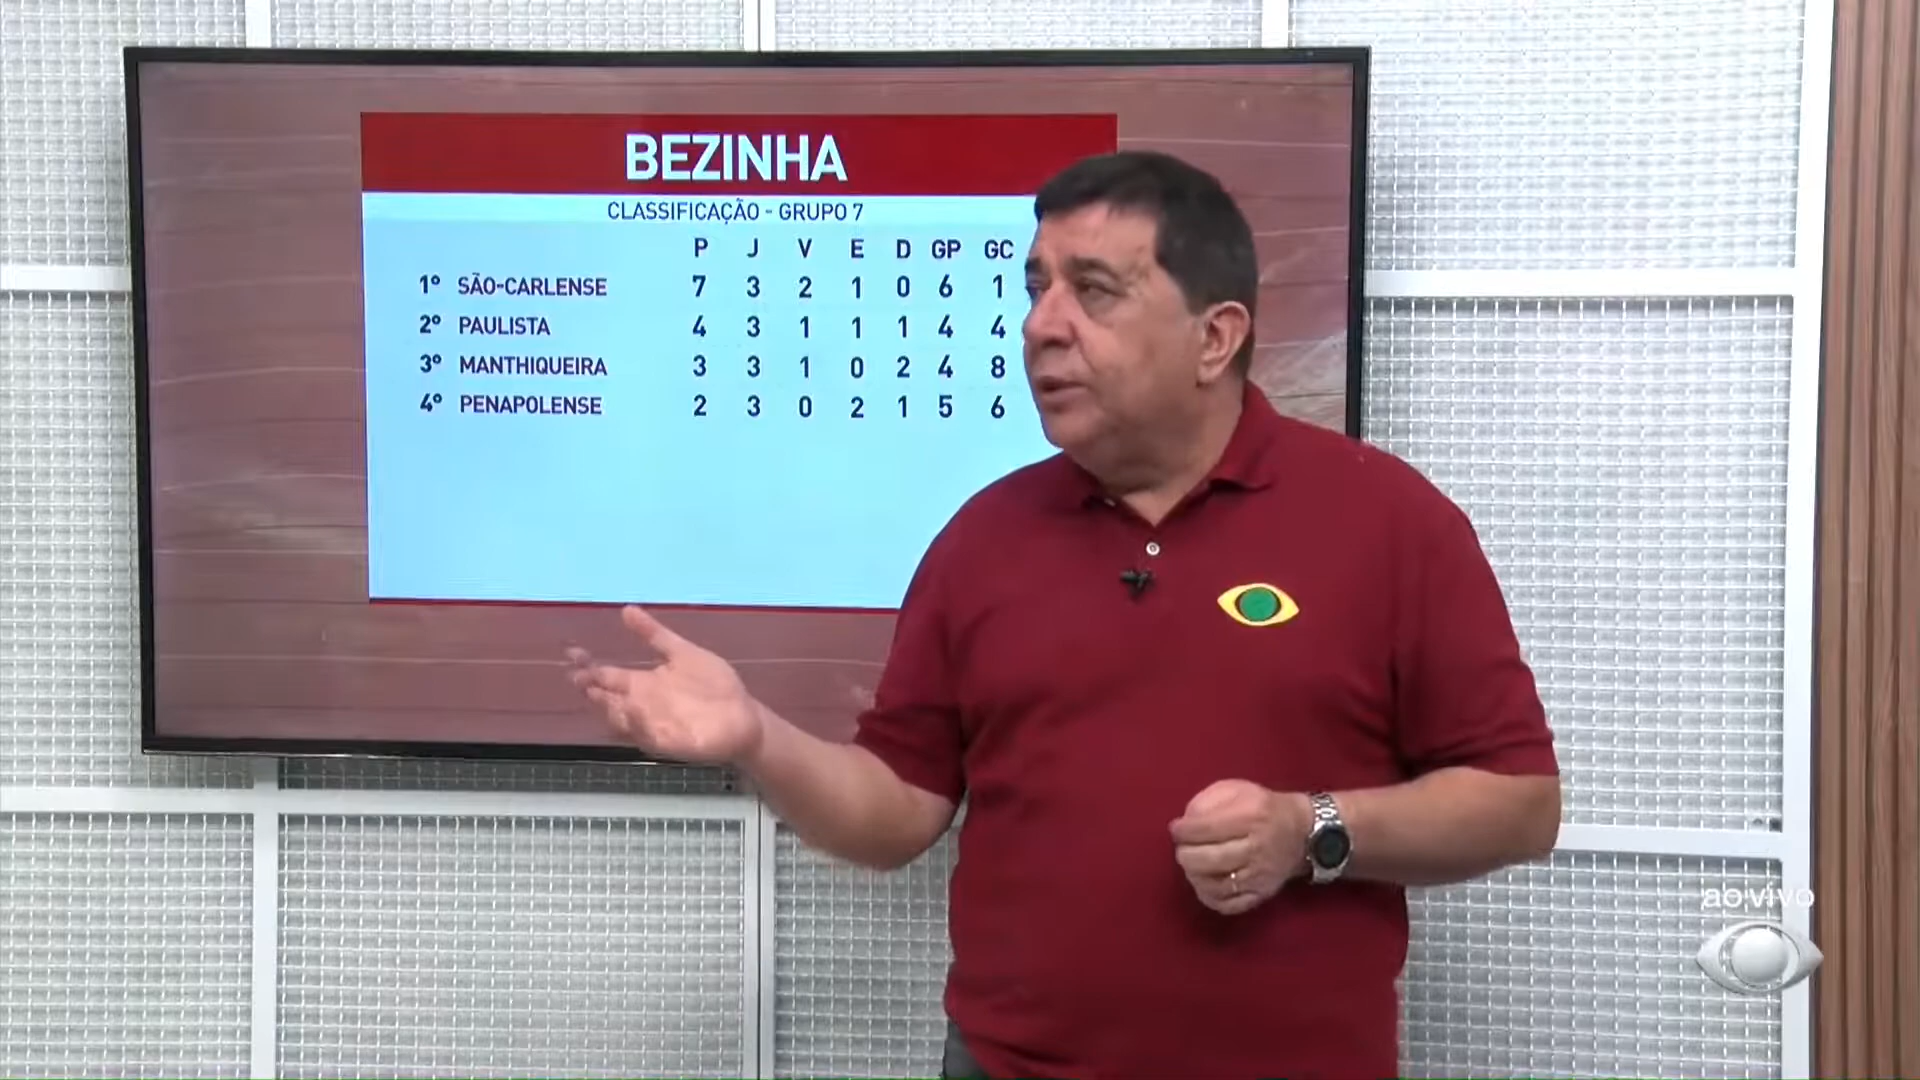 BEZINHA
CLASSIFICAÇÃO - GRUPO 7
P J V E D GP GC
1º SÃO-CARLENSE 7 3 2 1 0 6 1
2º PAULISTA 4 3 1 1 1 4 4
3º MANTHIQUEIRA 3 3 1 0 2 4 8
4º PENAPOLENSE 2 3 0 2 1 5 6
ao vivo